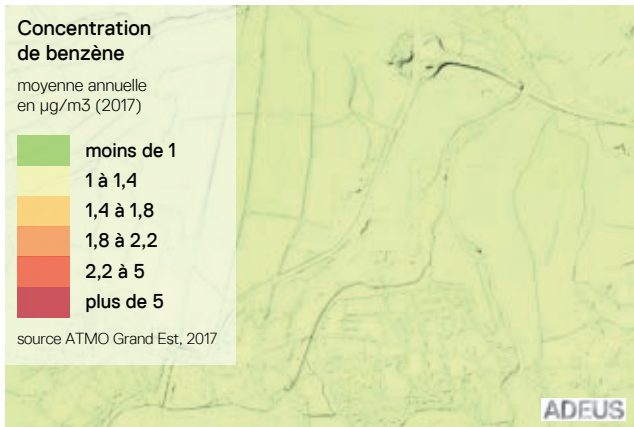 Concentration
de benzène
moyenne annuelle
en µg/m3 (2017)
moins de 1
1 à 1,4
1,4 à 1,8
1,8 à 2,2
2,2 à 5
plus de 5
source ATMO Grand Est, 2017
ADEUS